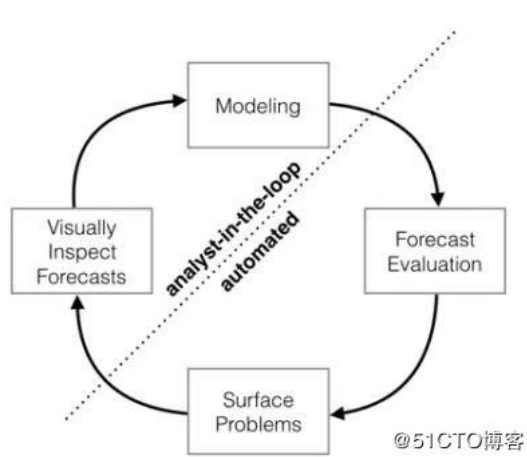 Modeling
analyst-in-the-loop
automated
Visually
Inspect
Forecasts
Forecast
Evaluation
Surface
Problems
@51CTO博客